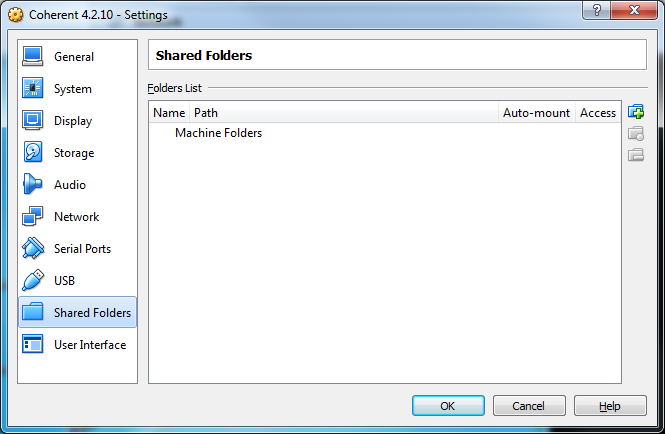 Coherent 4.2.10 - Settings
General
System
Display
Storage
Audio
Network
Serial Ports
USB
Shared Folders
User Interface
Shared Folders
Folders List
Name Path Auto-mount Access
Machine Folders
OK Cancel Help